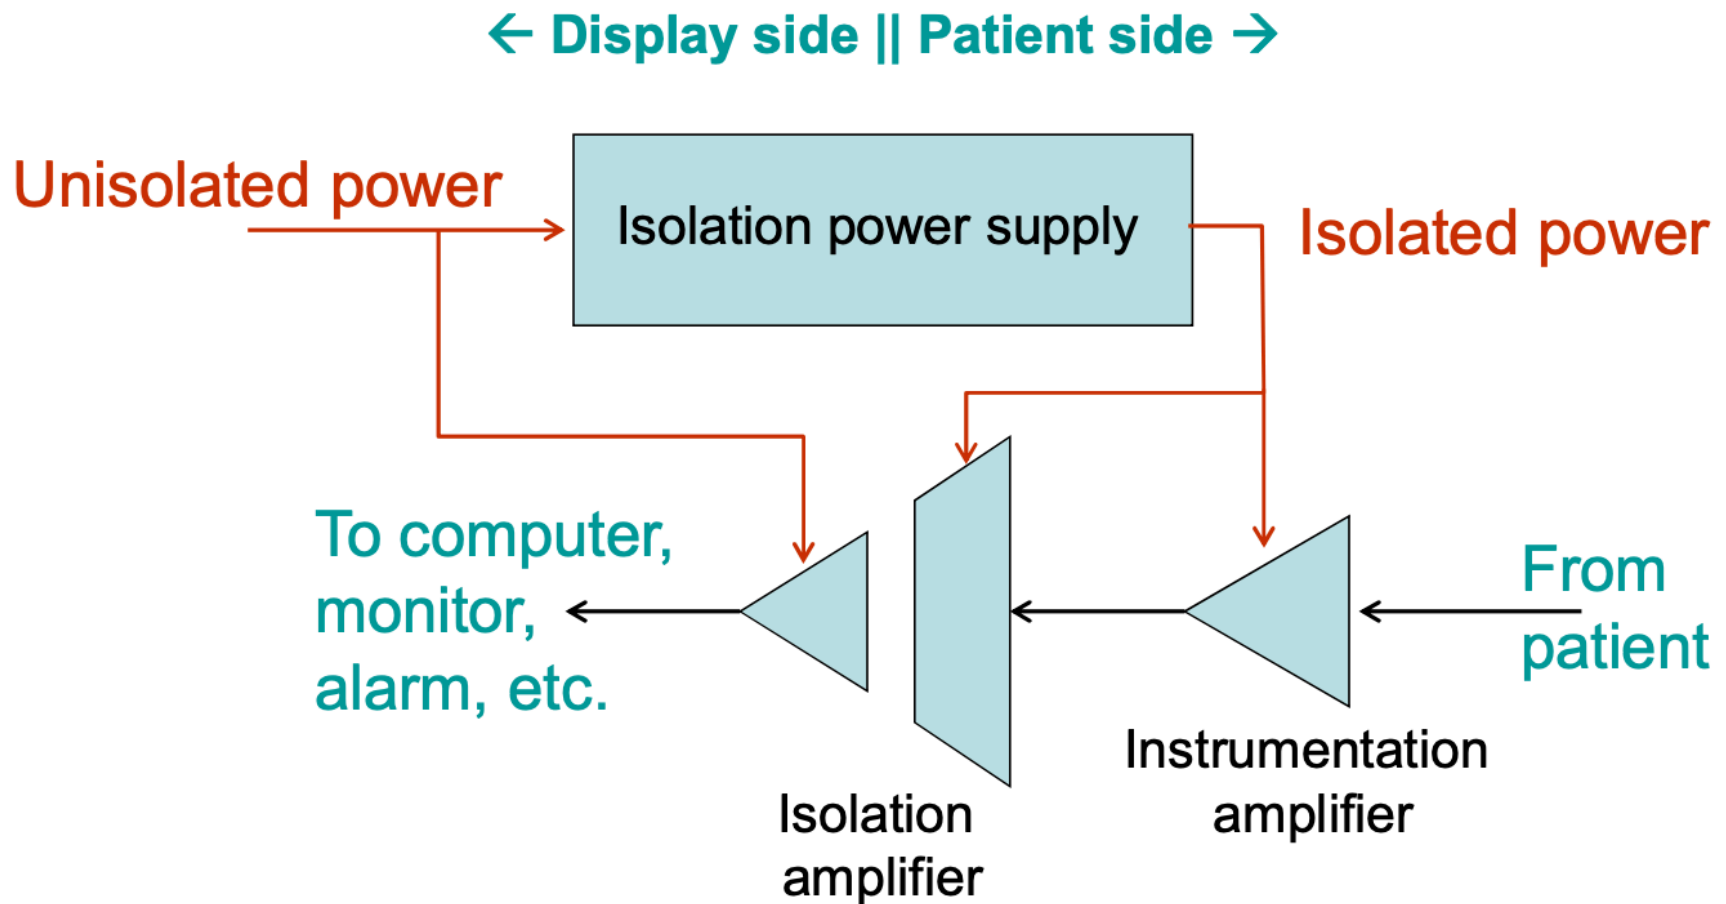 ← Display side || Patient side →
Unisolated power
Isolation power supply
Isolated power
To computer,
monitor,
alarm, etc.
From
patient
Instrumentation
amplifier
Isolation
amplifier